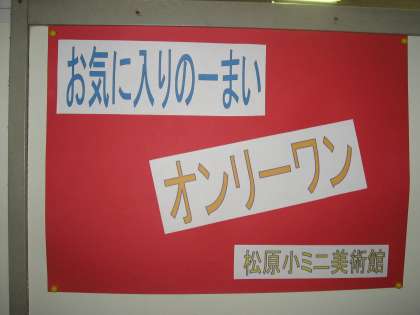 お気に入りの一まい
オンリーワン
松原小ミニ美術館